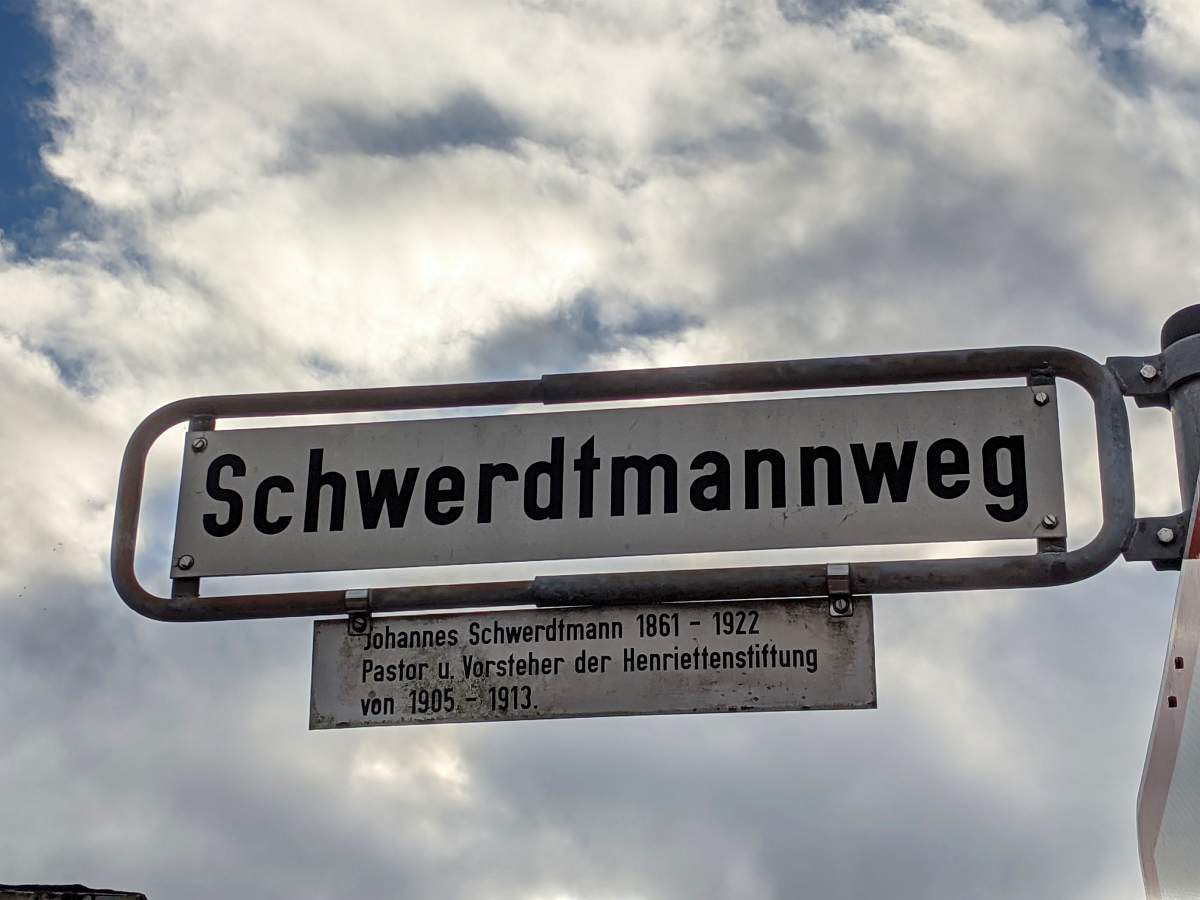 Schwerdtmannweg
Johannes Schwerdtmann 1861 - 1922
Pastor u. Vorsteher der Henriettenstiftung
von 1905 - 1913.